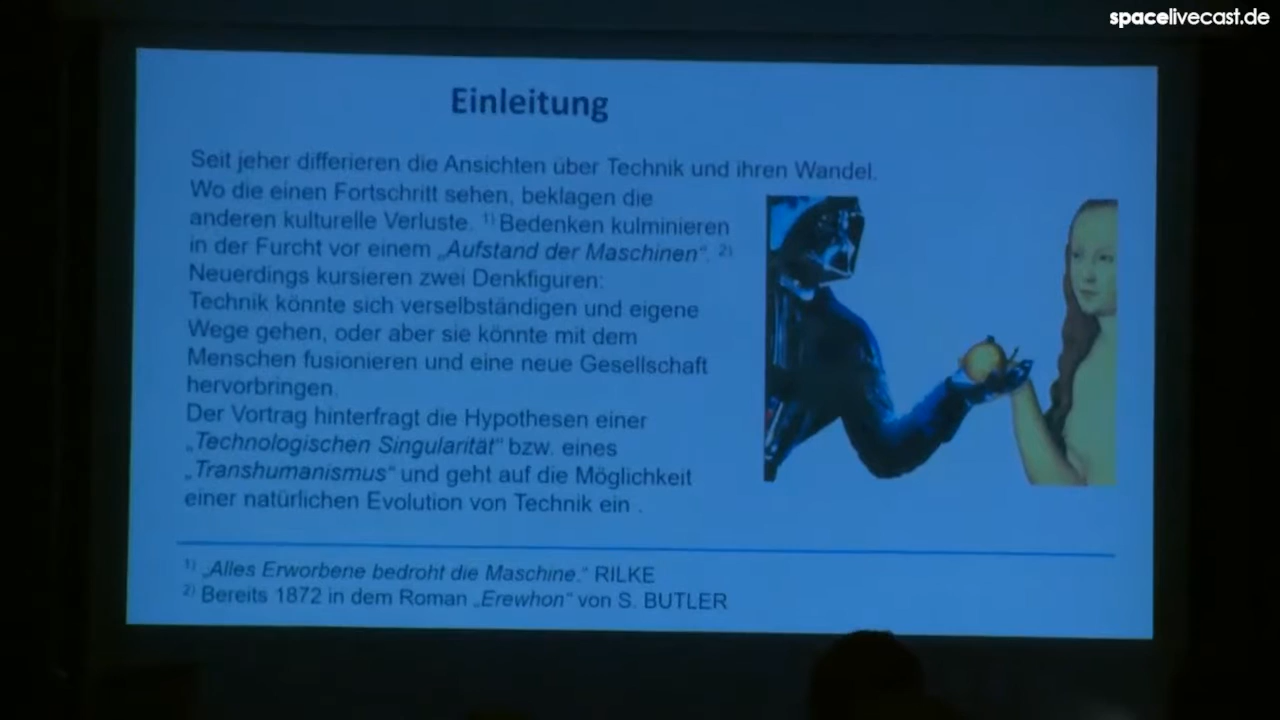 spacelivecast.de
Einleitung
Seit jeher differieren die Ansichten über Technik und ihren Wandel.
Wo die einen Fortschritt sehen, beklagen die
anderen kulturelle Verluste. ¹⁾ Bedenken kulminieren
in der Furcht vor einem „Aufstand der Maschinen“. ²⁾
Neuerdings kursieren zwei Denkfiguren:
Technik könnte sich verselbständigen und eigene
Wege gehen, oder aber sie könnte mit dem
Menschen fusionieren und eine neue Gesellschaft
hervorbringen.
Der Vortrag hinterfragt die Hypothesen einer
„Technologischen Singularität“ bzw. eines
„Transhumanismus“ und geht auf die Möglichkeit
einer natürlichen Evolution von Technik ein .
¹⁾ „Alles Erworbene bedroht die Maschine.“ RILKE
²⁾ Bereits 1872 in dem Roman „Erewhon“ von S. BUTLER